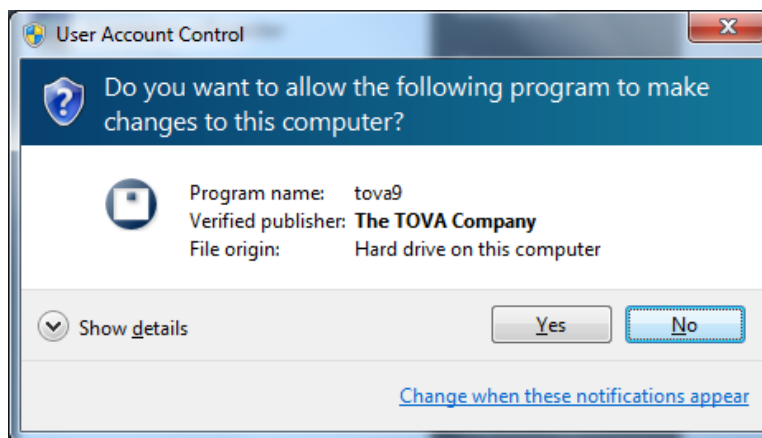 User Account Control
Do you want to allow the following program to make
changes to this computer?
Program name: tova9
Verified publisher: The TOVA Company
File origin: Hard drive on this computer
Show details
Yes
No
Change when these notifications appear